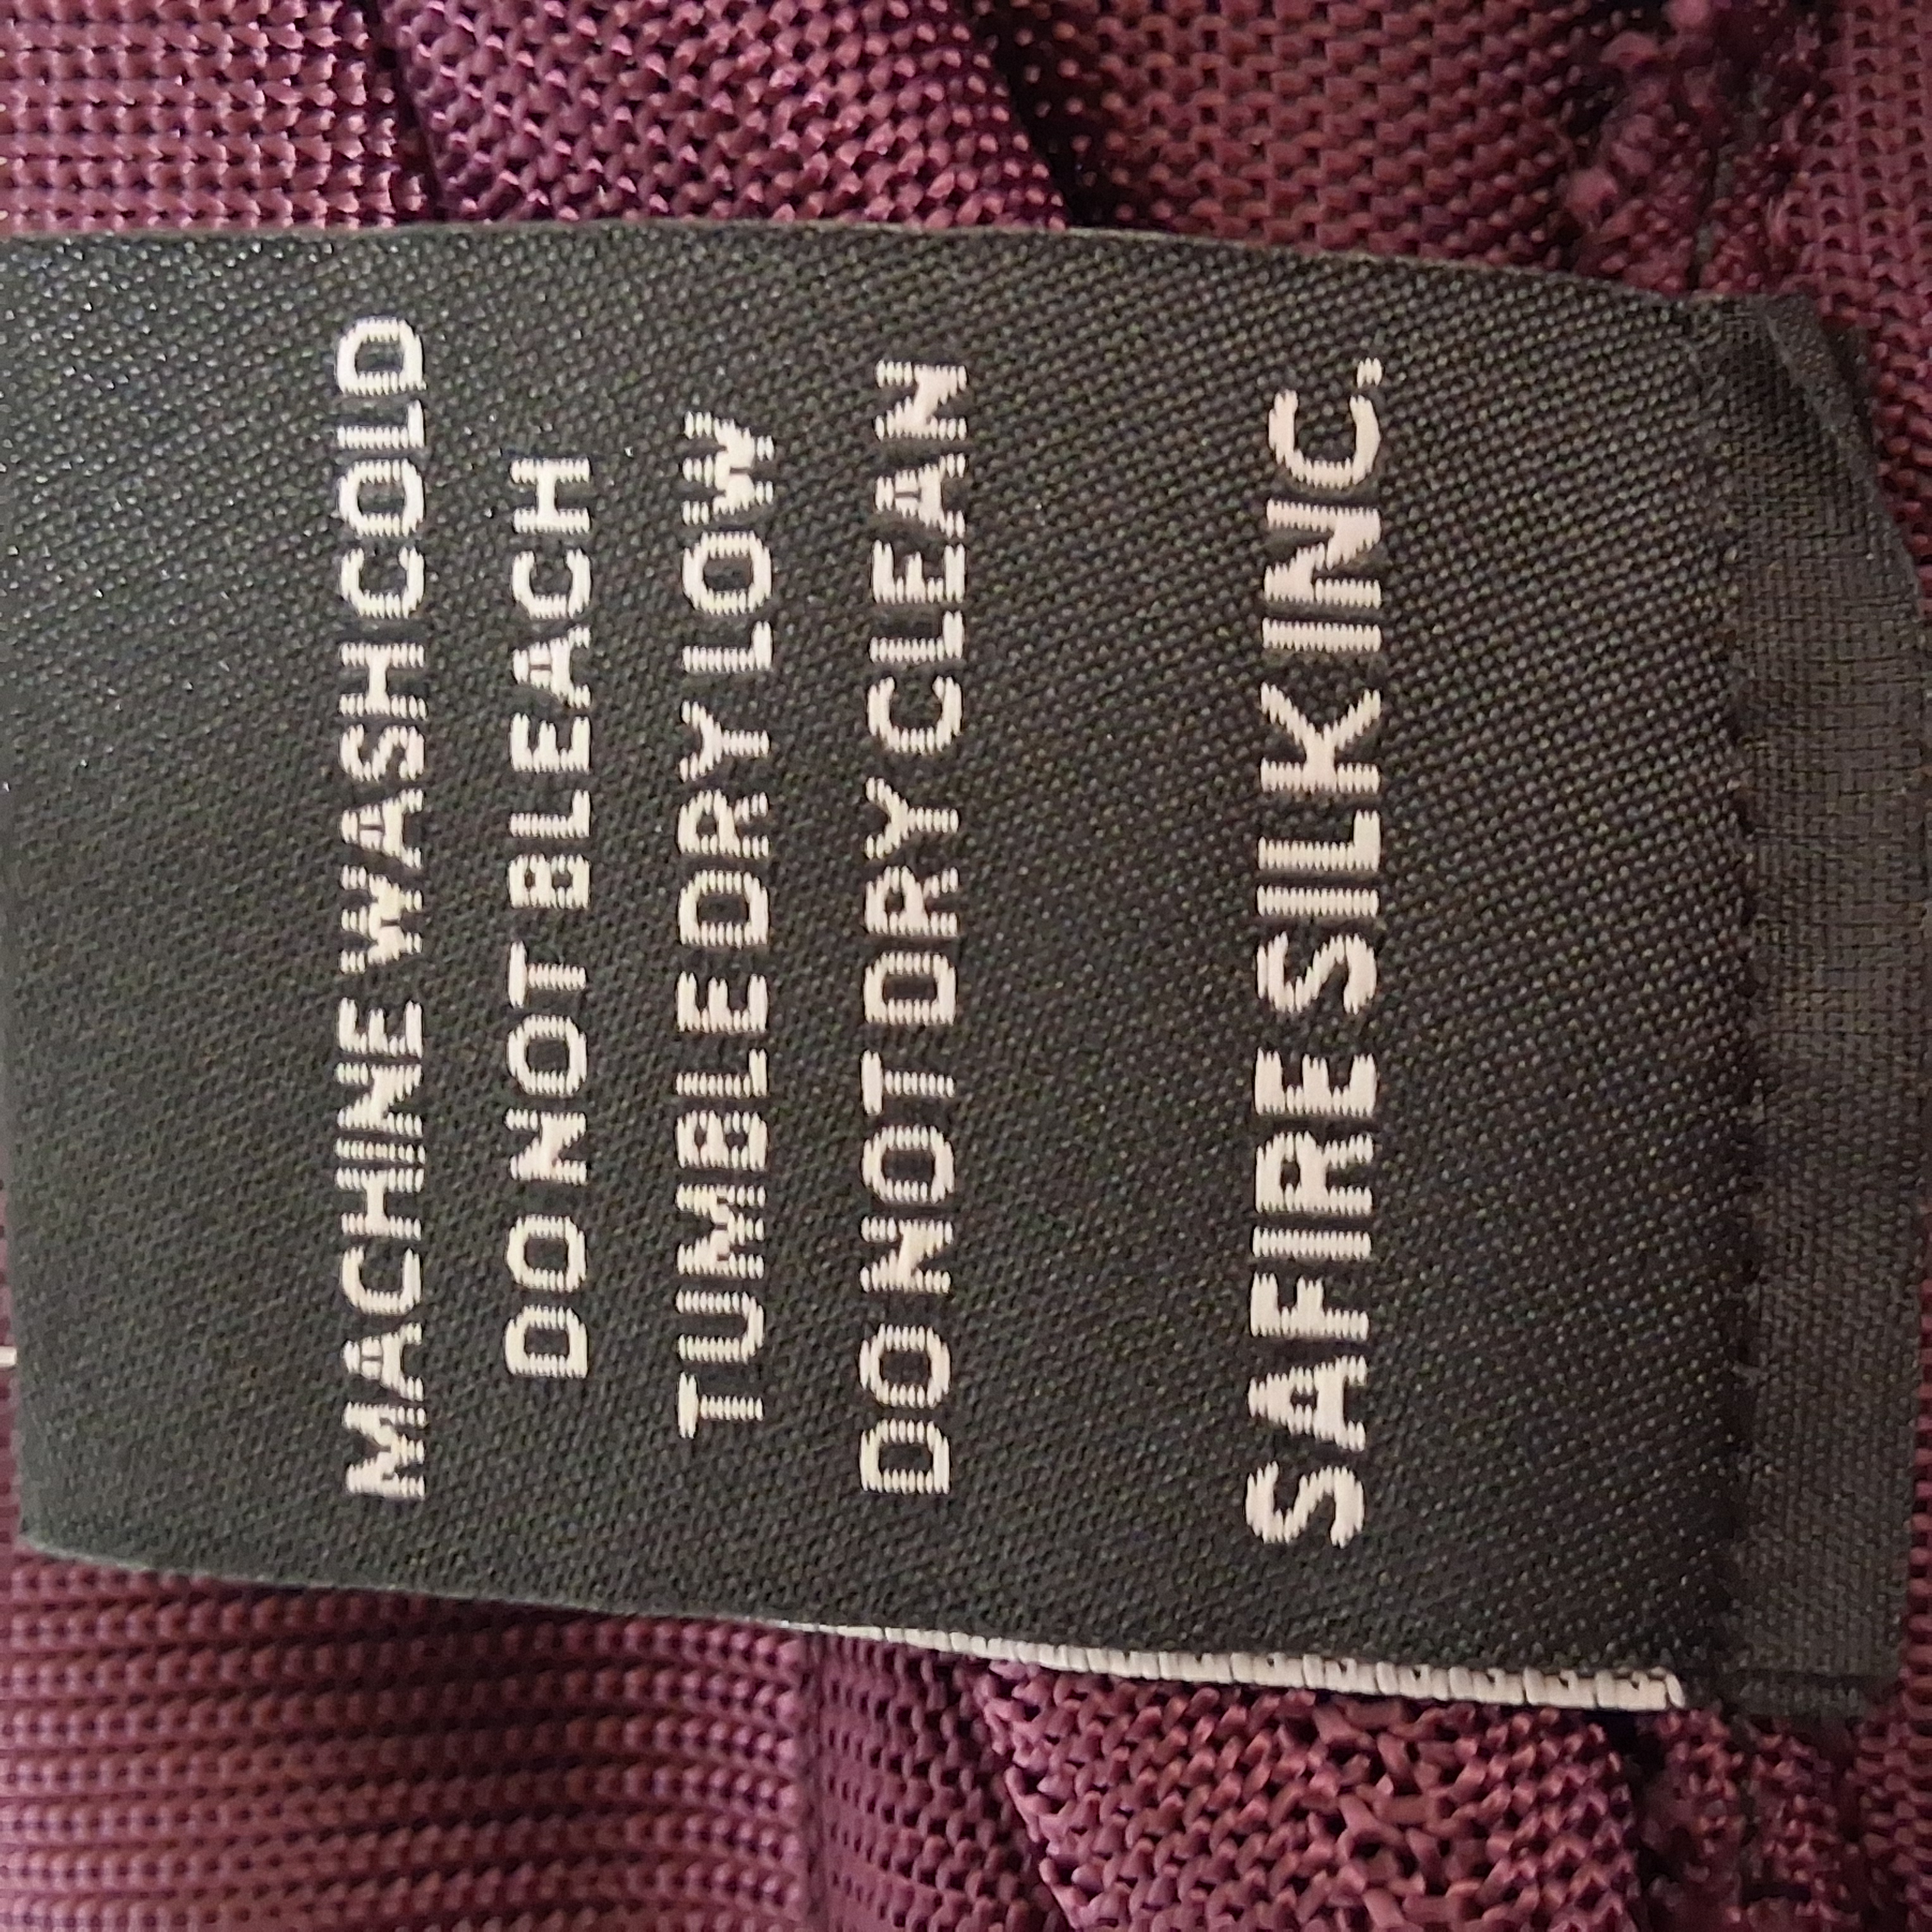 MACHINE WASH COLD
DO NOT BLEACH
TUMBLE DRY LOW
DO NOT DRY CLEAN
SAFIRE SILK INC.